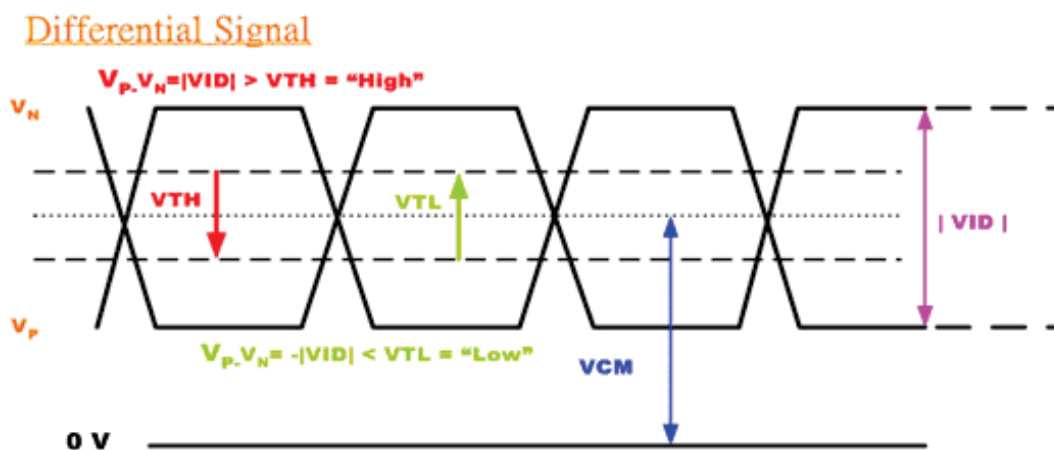 Differential Signal
VP-VN=|VID| > VTH = “High”
VN
VTH
VTL
| VID |
VP
VP-VN= -|VID| < VTL = “Low”
VCM
0 V